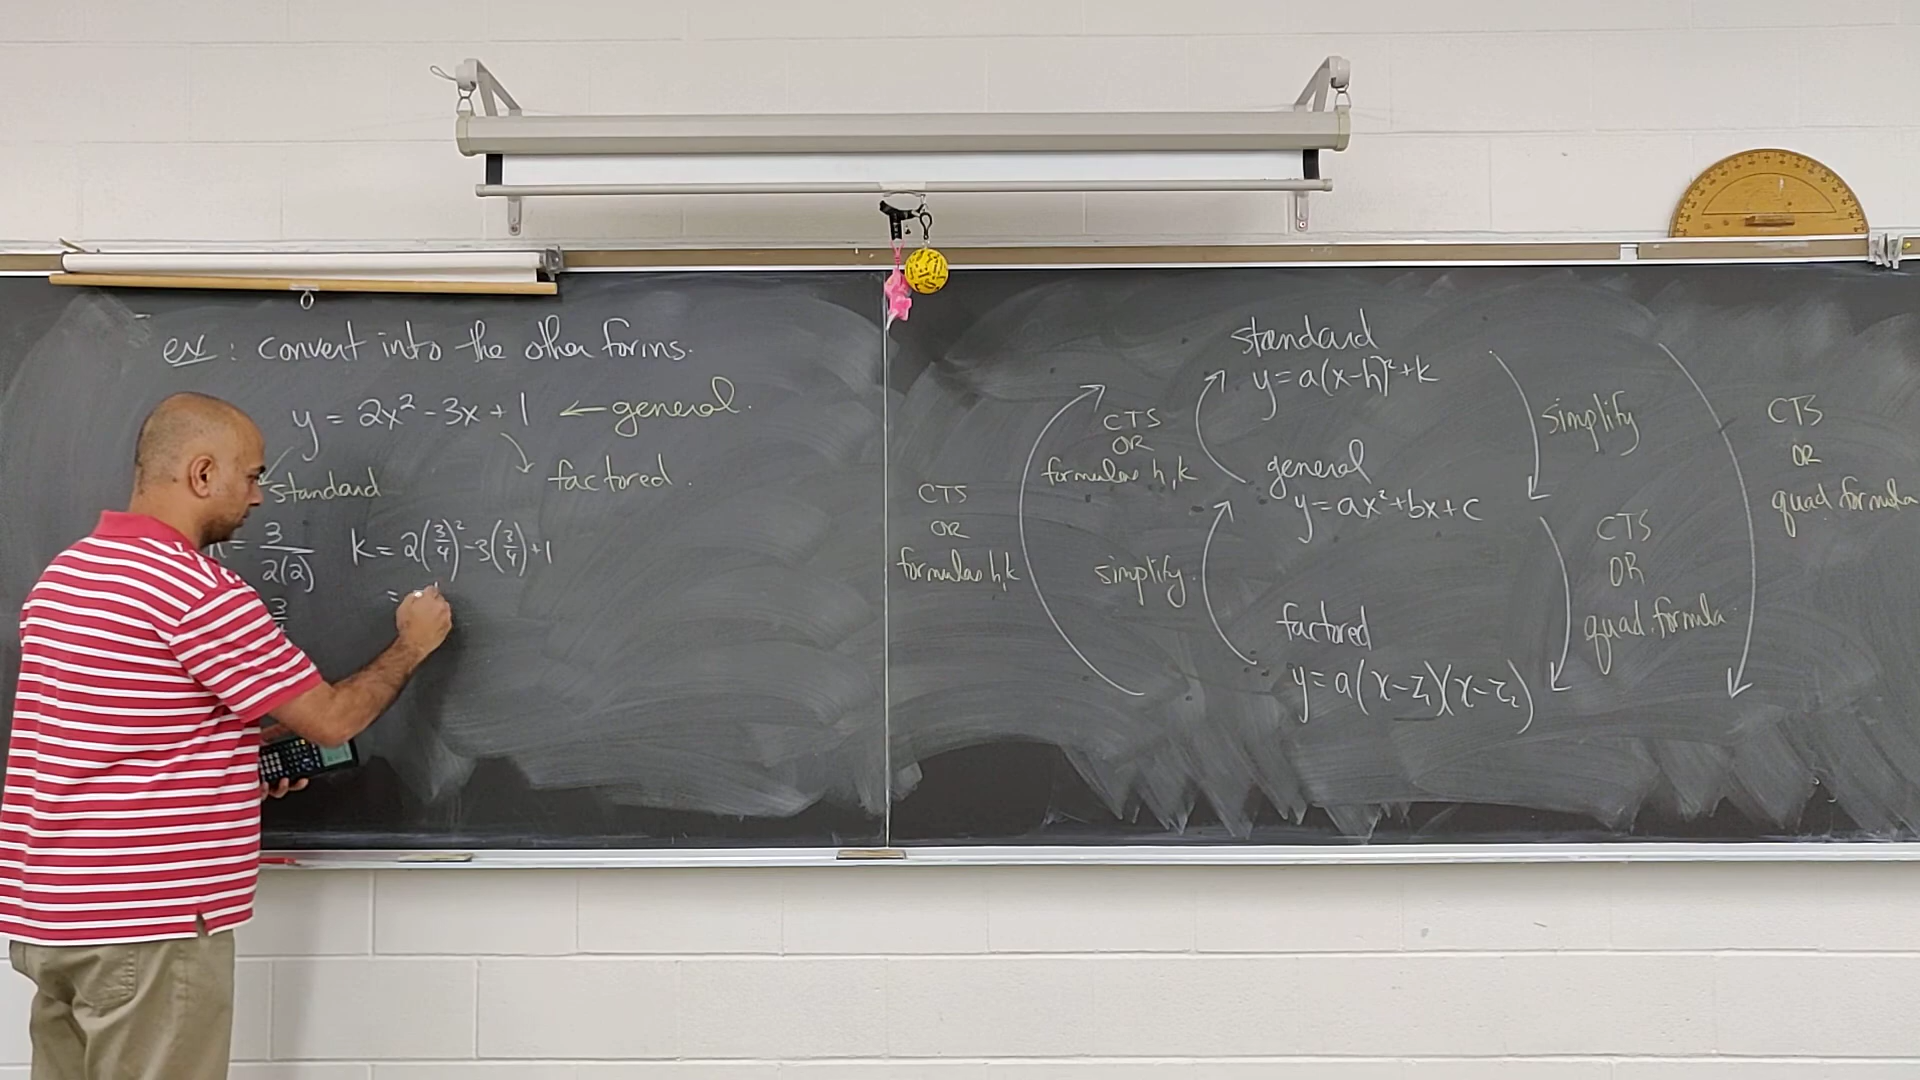 ex: convert into the other forms.
y = 2x² - 3x + 1 ← general.
standard
factored.
= 3/2(2)
k = 2(3/4)² - 3(3/4) + 1
=
standard
y = a(x-h)² + k
CTS
OR
formulas h, k
general
y = ax² + bx + c
simplify
CTS
OR
quad formula
CTS
OR
formulas h, k
simplify.
CTS
OR
quad. formula
factored
y = a(x-z₁)(x-z₂)